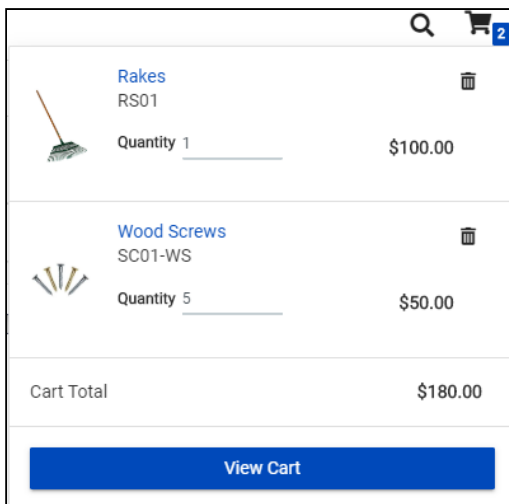 2
Rakes
RS01
Quantity 1
$100.00
Wood Screws
SC01-WS
Quantity 5
$50.00
Cart Total $180.00
View Cart